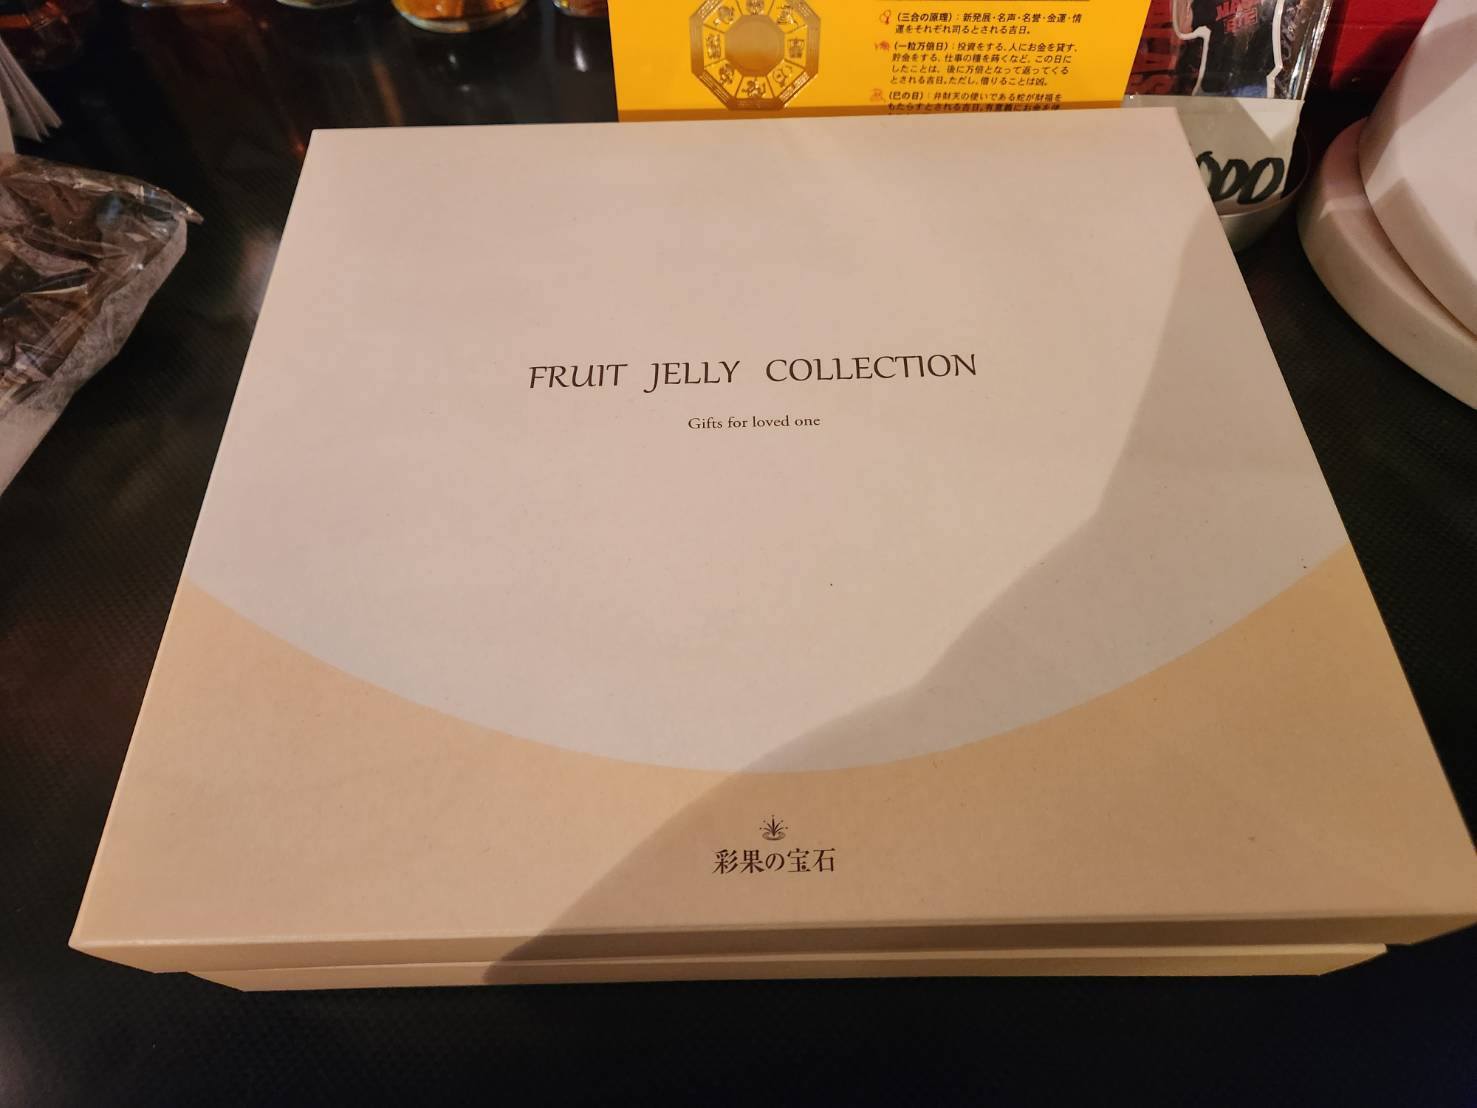 (三合の原理)：新発展・名声・名誉・金運・情
運をそれぞれ司るとされる吉日。
(一粒万倍日)：投資をする、人にお金を貸す、
貯金をする、仕事の種を蒔くなど、この日に
したことは、後に万倍となって返ってくる
とされる吉日。ただし、借りることは凶。
(巳の日)：弁財天の使いである蛇が財福を
もたらすとされる吉日。
FRUIT JELLY COLLECTION
Gifts for loved one
彩果の宝石